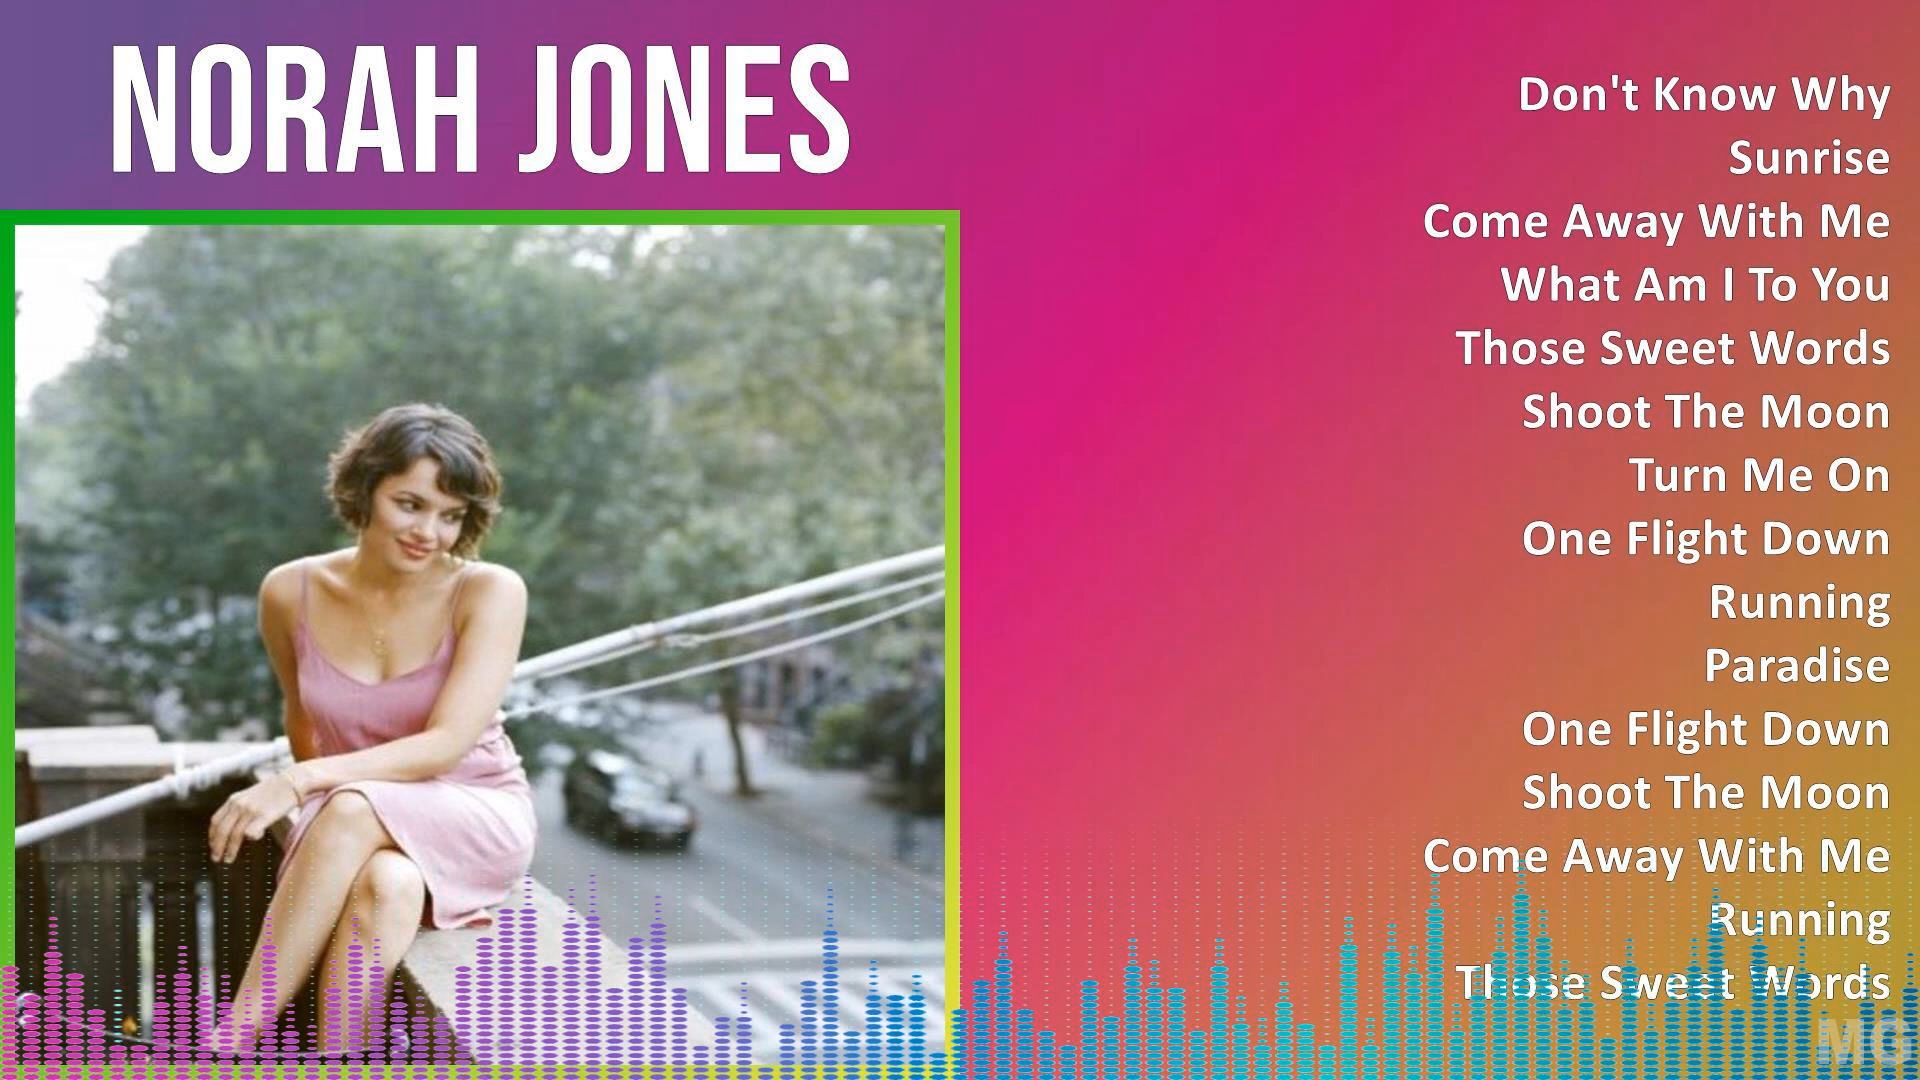 NORAH JONES
Don't Know Why
Sunrise
Come Away With Me
What Am I To You
Those Sweet Words
Shoot The Moon
Turn Me On
One Flight Down
Running
Paradise
One Flight Down
Shoot The Moon
Come Away With Me
Running
Those Sweet Words
MG